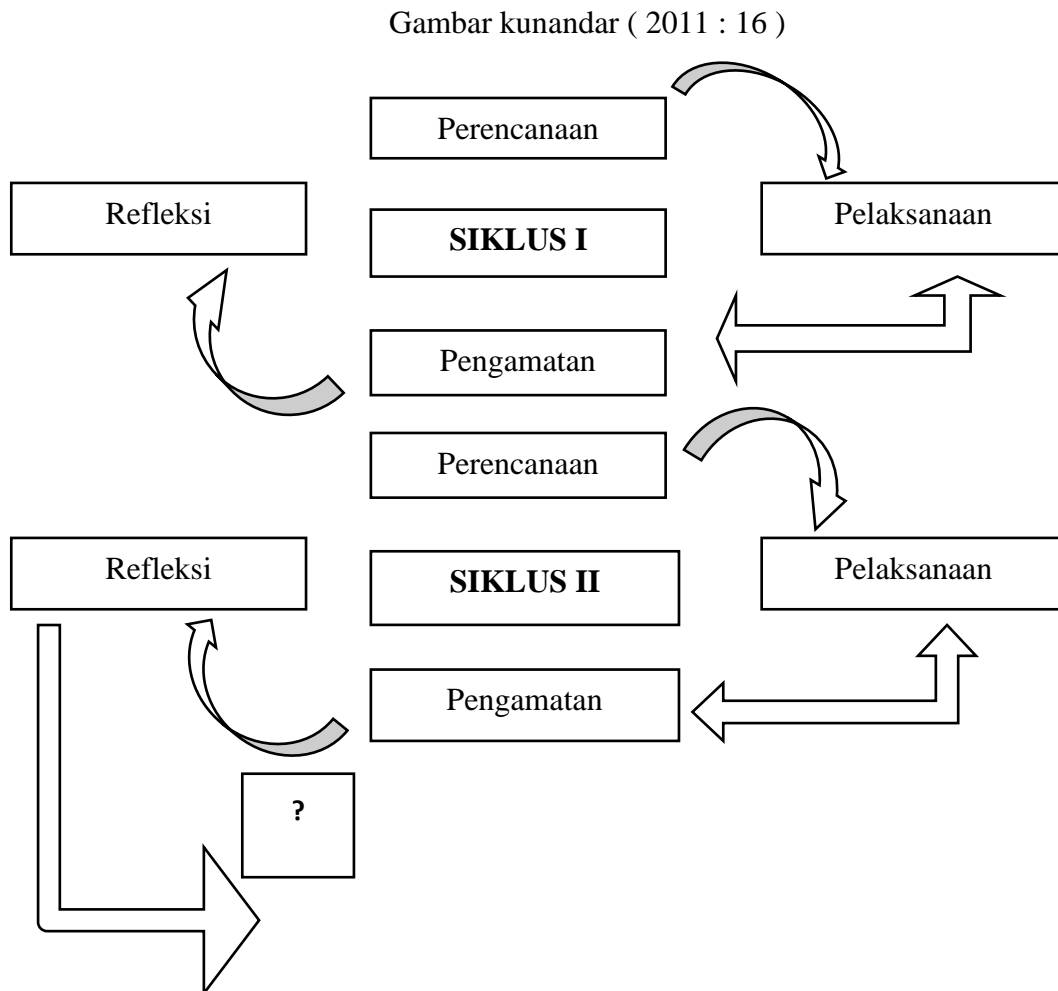 Gambar kunandar ( 2011 : 16 )
Perencanaan
Refleksi
SIKLUS I
Pelaksanaan
Pengamatan
Perencanaan
Refleksi
SIKLUS II
Pelaksanaan
Pengamatan
?